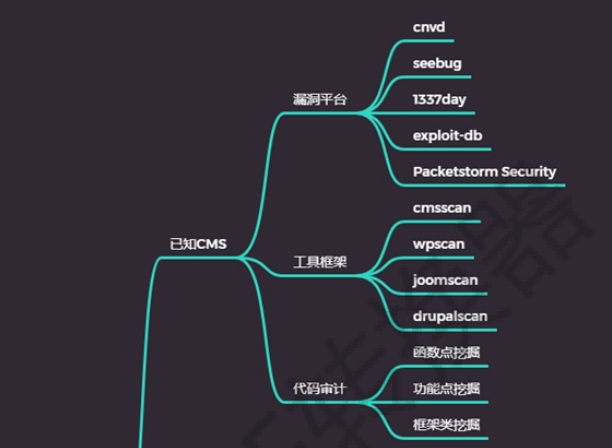 cnvd
seebug
漏洞平台
1337day
exploit-db
Packetstorm Security
cmsscan
已知CMS
wpscan
工具框架
joomscan
drupalscan
函数点挖掘
代码审计
功能点挖掘
框架类挖掘